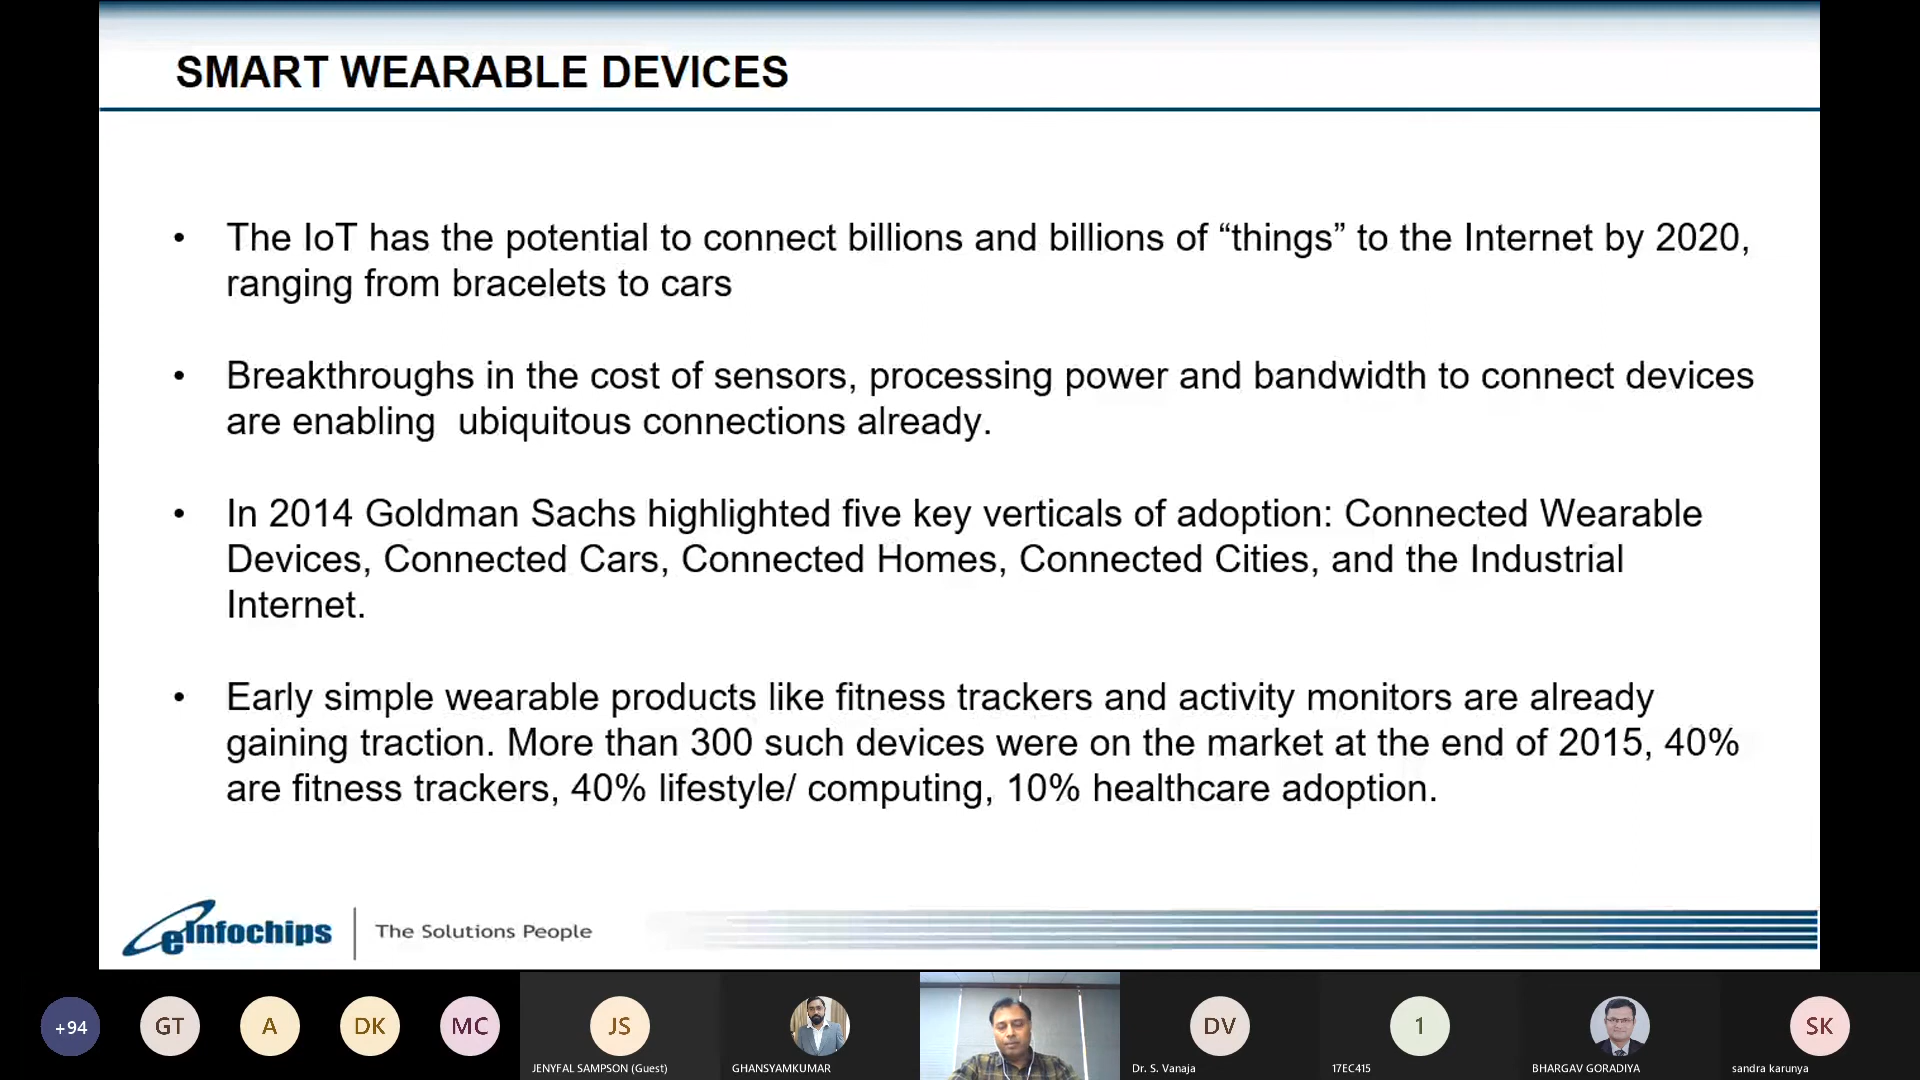 SMART WEARABLE DEVICES
• The IoT has the potential to connect billions and billions of “things” to the Internet by 2020,
ranging from bracelets to cars
• Breakthroughs in the cost of sensors, processing power and bandwidth to connect devices
are enabling  ubiquitous connections already.
• In 2014 Goldman Sachs highlighted five key verticals of adoption: Connected Wearable
Devices, Connected Cars, Connected Homes, Connected Cities, and the Industrial
Internet.
• Early simple wearable products like fitness trackers and activity monitors are already
gaining traction. More than 300 such devices were on the market at the end of 2015, 40%
are fitness trackers, 40% lifestyle/ computing, 10% healthcare adoption.
eInfochips The Solutions People
+94 GT A DK MC JS DV 1 SK
JENYFAL SAMPSON (Guest) GHANSYAMKUMAR Dr. S. Vanaja 17EC415 BHARGAV GORADIYA sandra karunya